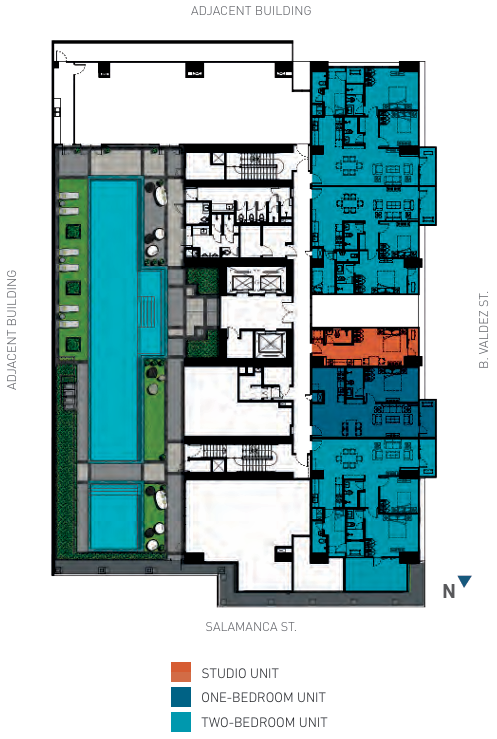 ADJACENT BUILDING
ADJACENT BUILDING
B. VALDEZ ST.
N
SALAMANCA ST.
STUDIO UNIT
ONE-BEDROOM UNIT
TWO-BEDROOM UNIT